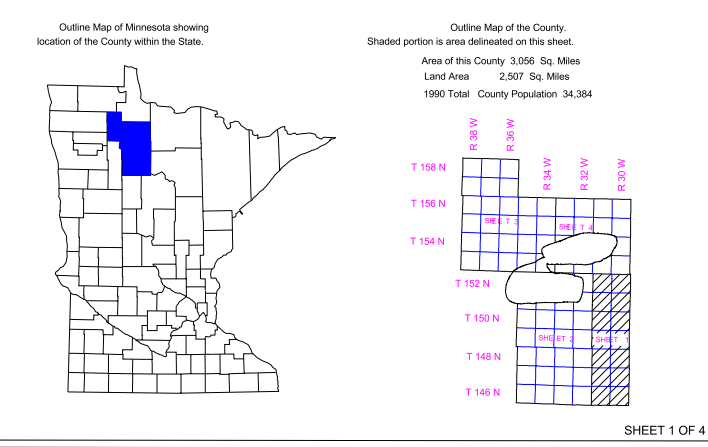 Outline Map of Minnesota showing
location of the County within the State.
Outline Map of the County.
Shaded portion is area delineated on this sheet.
Area of this County 3,056 Sq. Miles
Land Area 2,507 Sq. Miles
1990 Total County Population 34,384
R 38 W
R 36 W
R 34 W
R 32 W
R 30 W
T 158 N
T 156 N
T 154 N
T 152 N
T 150 N
T 148 N
T 146 N
SHEET 3
SHEET 4
SHEET 2
SHEET 1
SHEET 1 OF 4